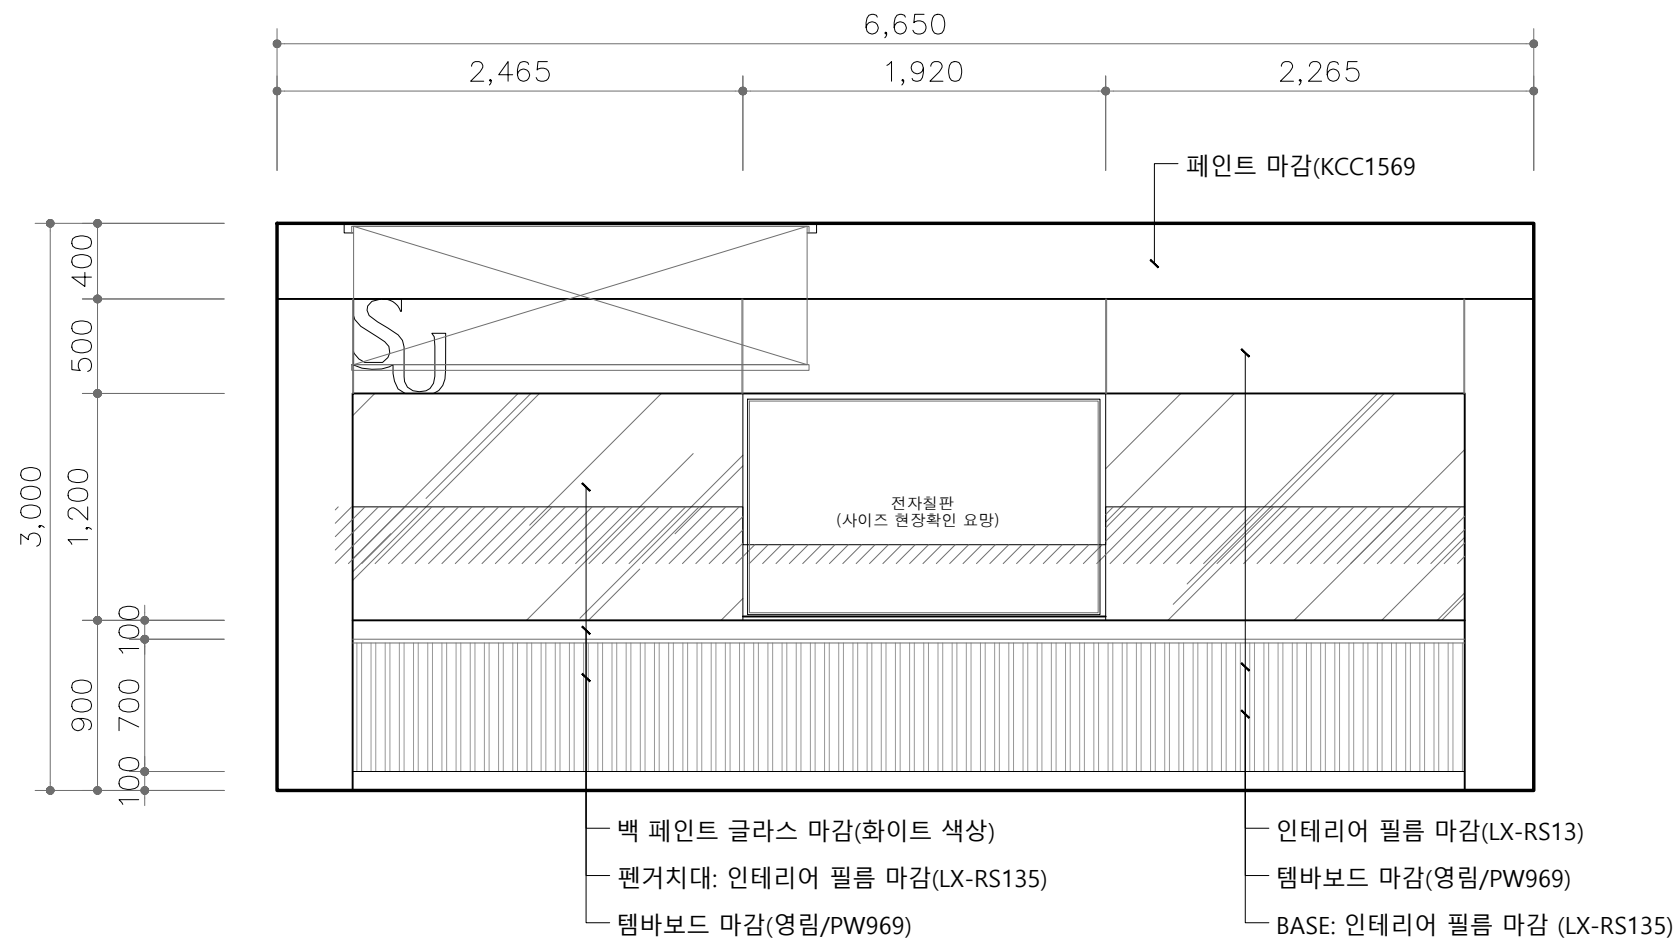 6,650
2,465
1,920
2,265
페인트 마감(KCC1569
400
500
SU
3,000
1,200
전자칠판
(사이즈 현장확인 요망)
100
900
700
100
백 페인트 글라스 마감(화이트 색상)
인테리어 필름 마감(LX-RS13)
펜거치대: 인테리어 필름 마감(LX-RS135)
템바보드 마감(영림/PW969)
템바보드 마감(영림/PW969)
BASE: 인테리어 필름 마감 (LX-RS135)